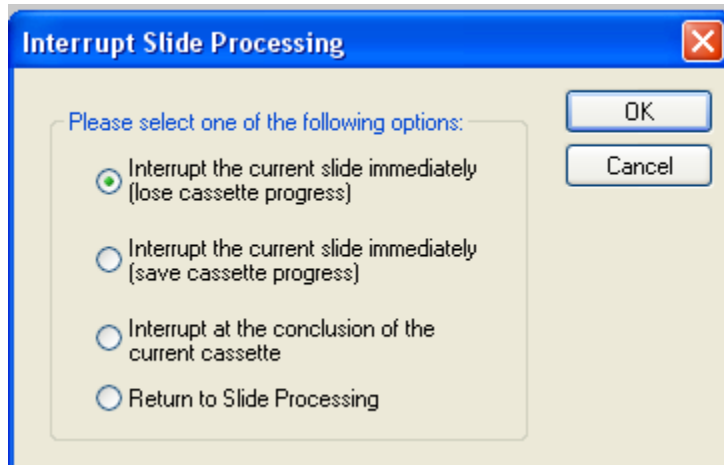 Interrupt Slide Processing
Please select one of the following options:
OK
Cancel
Interrupt the current slide immediately
(lose cassette progress)
Interrupt the current slide immediately
(save cassette progress)
Interrupt at the conclusion of the
current cassette
Return to Slide Processing